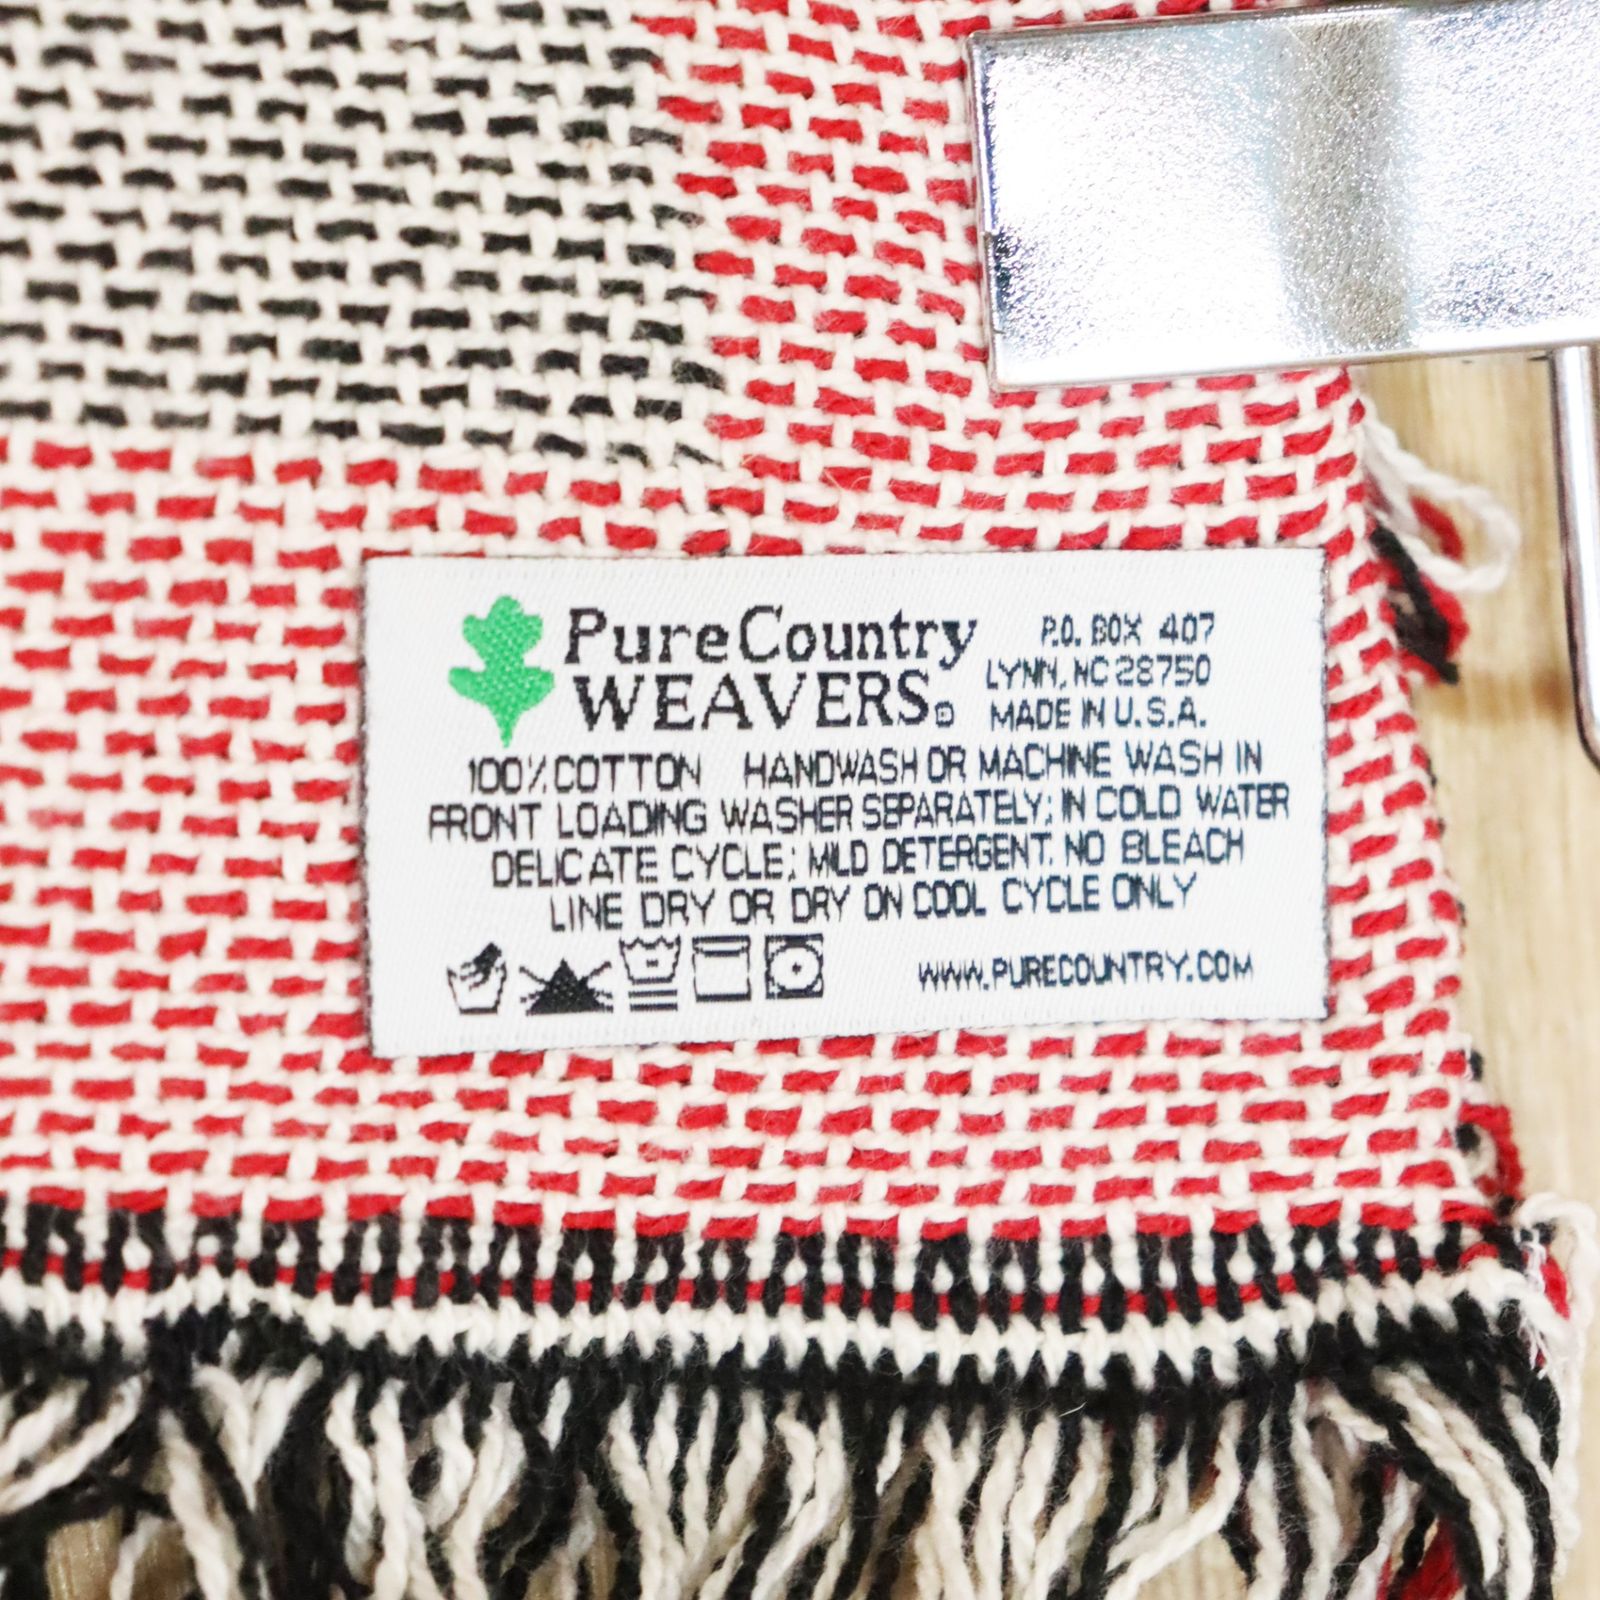 PureCountry
WEAVERS®
P.O. BOX 407
LYNN, NC 28750
MADE IN U.S.A.
100% COTTON HANDWASH OR MACHINE WASH IN
FRONT LOADING WASHER SEPARATELY; IN COLD WATER
DELICATE CYCLE; MILD DETERGENT. NO BLEACH
LINE DRY OR DRY ON COOL CYCLE ONLY
WWW.PURECOUNTRY.COM